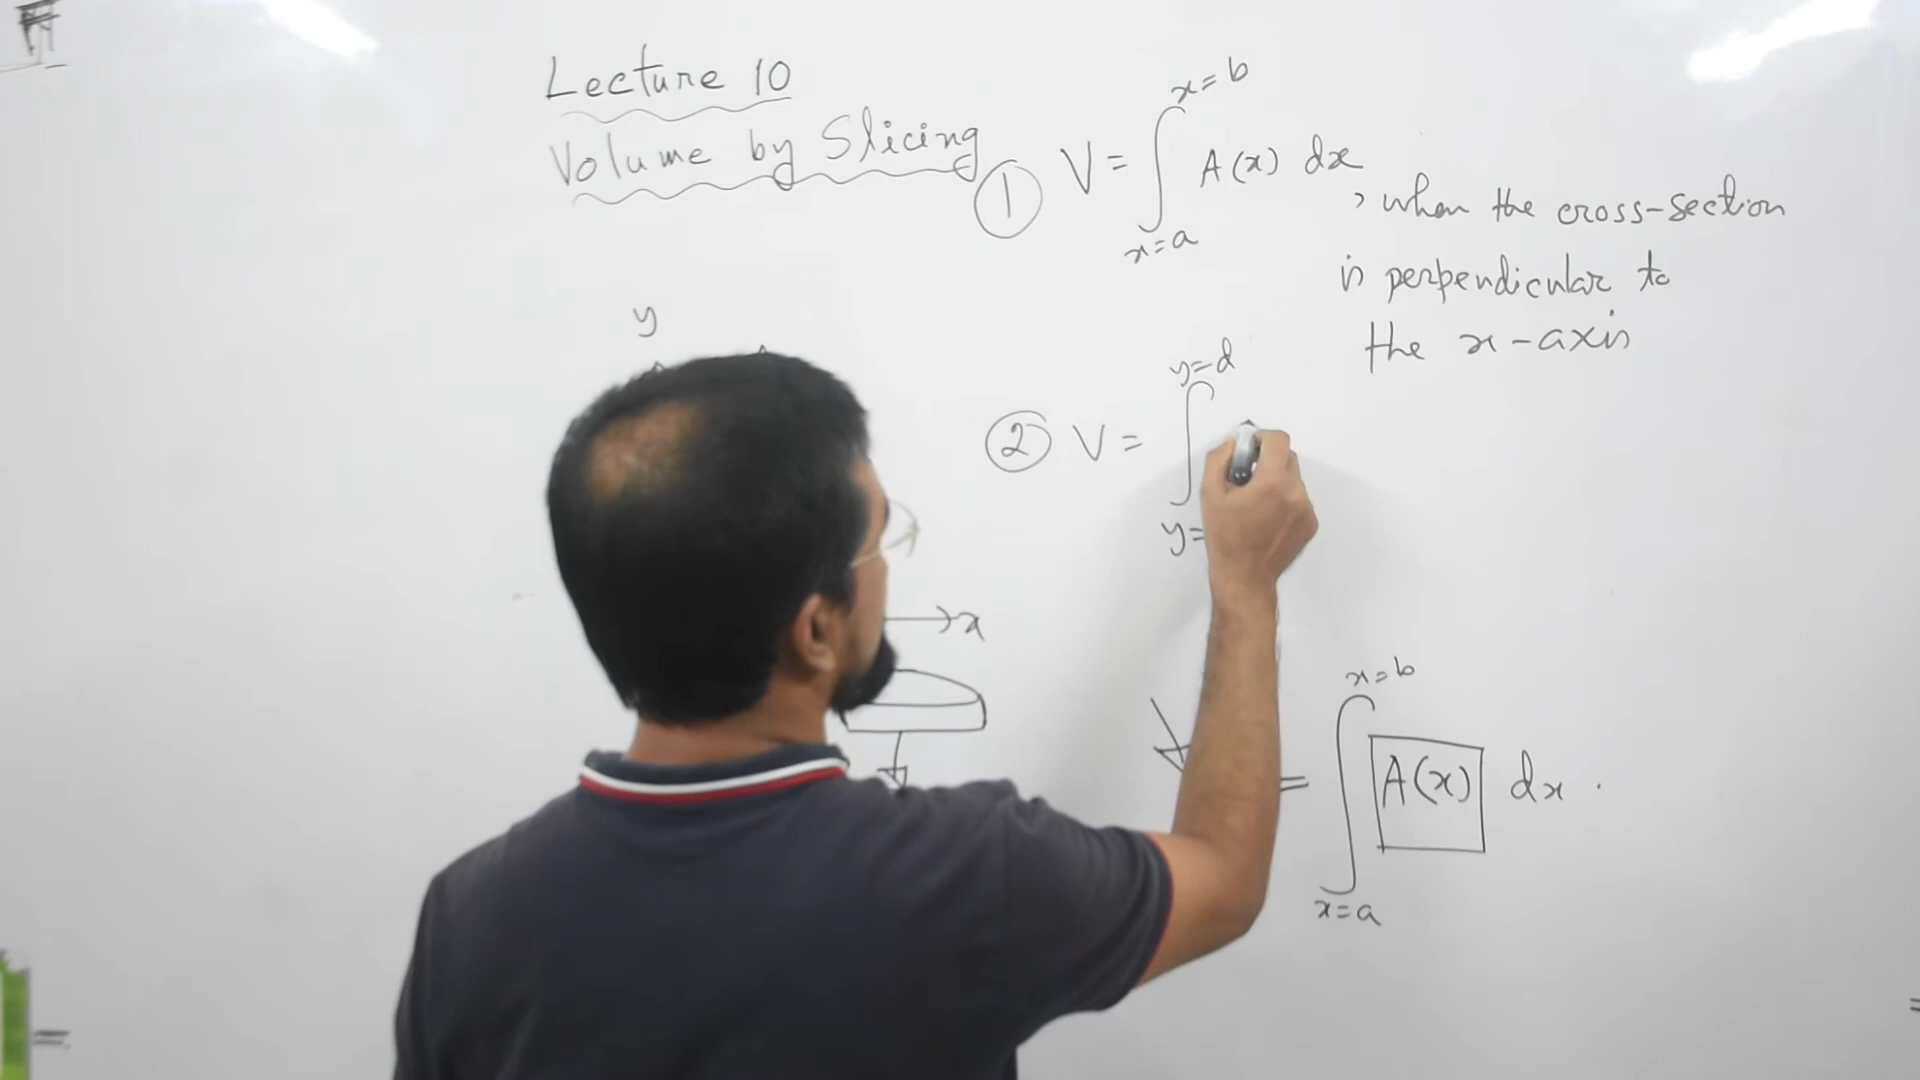 Lecture 10
Volume by Slicing
① V = ∫ A(x) dx
x=b
x=a
, when the cross-section
is perpendicular to
the x-axis
y
② V = ∫
y=d
y=
x
= ∫ A(x) dx .
x=b
x=a
=